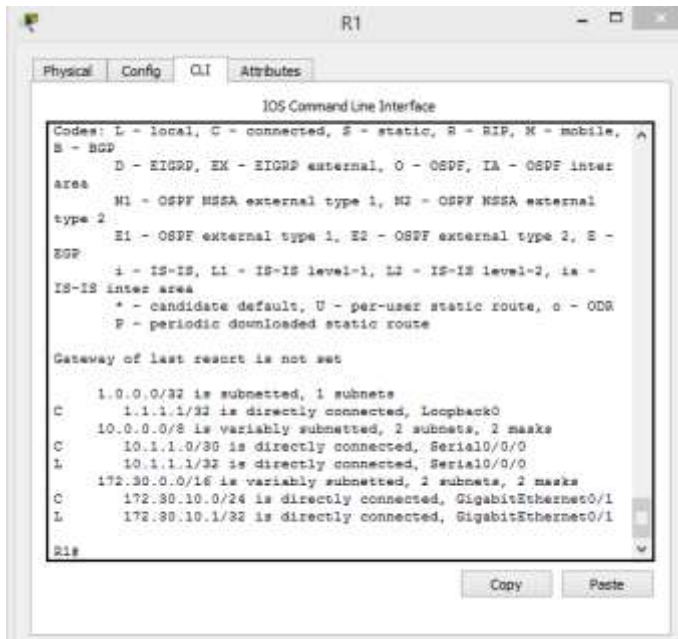 R1
Physical Config CLI Attributes
IOS Command Line Interface
Codes: L - local, C - connected, S - static, R - RIP, M - mobile,
B - BGP
D - EIGRP, EX - EIGRP external, O - OSPF, IA - OSPF inter
area
N1 - OSPF NSSA external type 1, N2 - OSPF NSSA external
type 2
E1 - OSPF external type 1, E2 - OSPF external type 2, E -
EGP
i - IS-IS, L1 - IS-IS level-1, L2 - IS-IS level-2, ia -
IS-IS inter area
* - candidate default, U - per-user static route, o - ODR
P - periodic downloaded static route
Gateway of last resort is not set
1.0.0.0/32 is subnetted, 1 subnets
C 1.1.1.1/32 is directly connected, Loopback0
10.0.0.0/8 is variably subnetted, 2 subnets, 2 masks
C 10.1.1.0/30 is directly connected, Serial0/0/0
L 10.1.1.1/32 is directly connected, Serial0/0/0
172.30.0.0/16 is variably subnetted, 2 subnets, 2 masks
C 172.30.10.0/24 is directly connected, GigabitEthernet0/1
L 172.30.10.1/32 is directly connected, GigabitEthernet0/1
R1#
Copy Paste